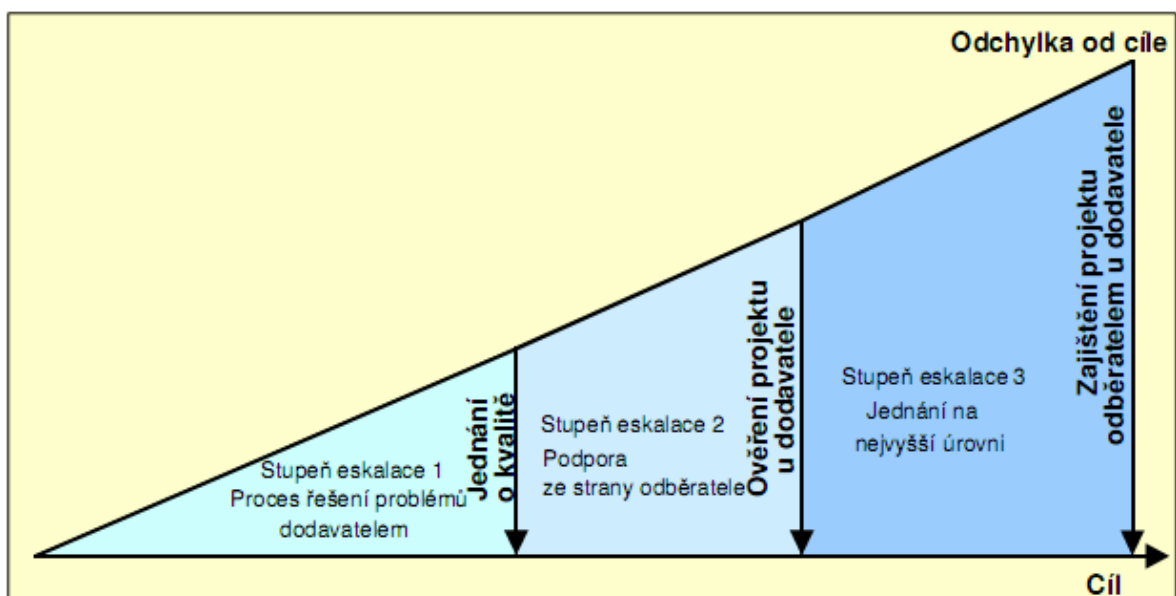 Odchylka od cíle
Stupeň eskalace 1
Proces řešení problémů
dodavatelem
Jednání
o kvalitě
Stupeň eskalace 2
Podpora
ze strany odběratele
Ověření projektu
u dodavatele
Stupeň eskalace 3
Jednání na
nejvyšší úrovni
Zajištění projektu
odběratelem u dodavatele
Cíl